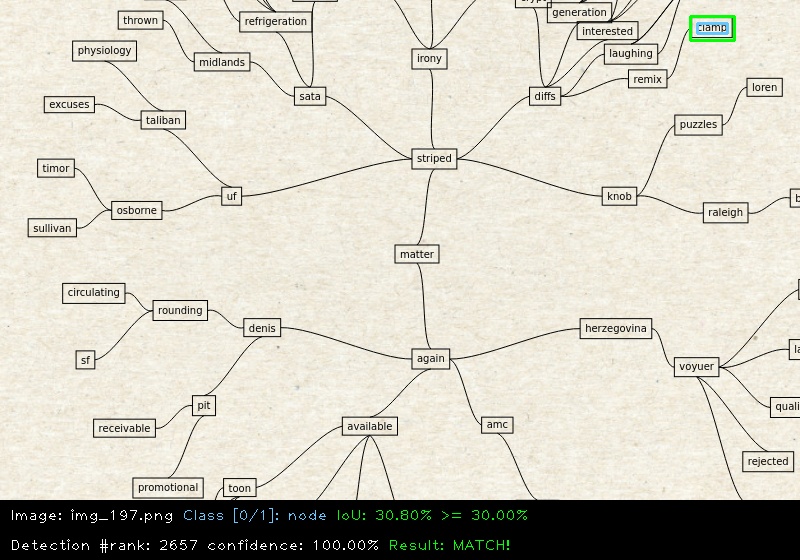 thrown
refrigeration
generation
interested
clamp
physiology
midlands
irony
laughing
sata
diffs
remix
loren
excuses
taliban
puzzles
striped
timor
uf
knob
osborne
raleigh
sullivan
matter
circulating
rounding
denis
herzegovina
sf
again
voyuer
pit
receivable
available
amc
rejected
promotional
toon
Image: img_197.png Class [0/1]: node IoU: 30.80% >= 30.00%
Detection #rank: 2657 confidence: 100.00% Result: MATCH!